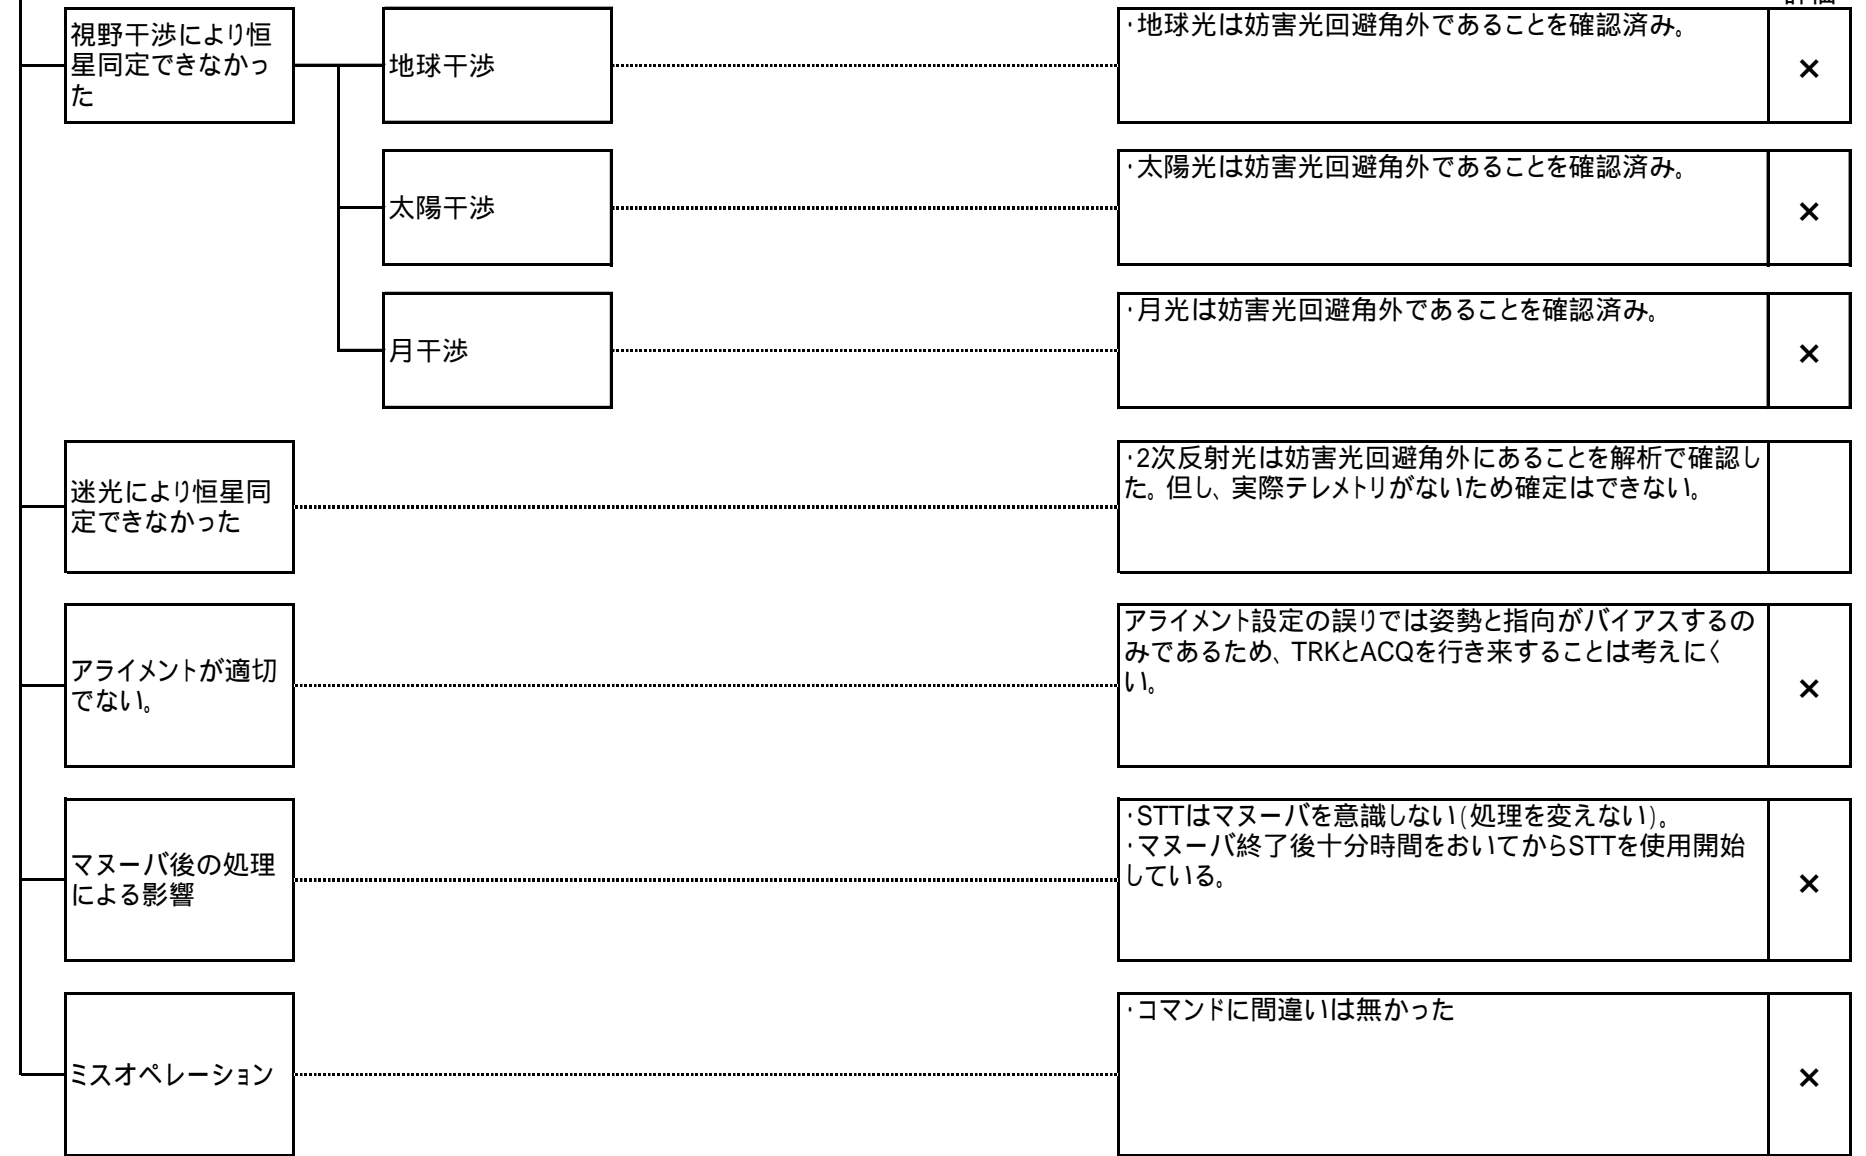 視野干渉により恒
星同定できなかっ
た
地球干渉
・地球光は妨害光回避角外であることを確認済み。
×
太陽干渉
・太陽光は妨害光回避角外であることを確認済み。
×
月干渉
・月光は妨害光回避角外であることを確認済み。
×
迷光により恒星同
定できなかった
・2次反射光は妨害光回避角外にあることを解析で確認し
た。但し、実際テレメトリがないため確定はできない。
アライメントが適切
でない。
アライメント設定の誤りでは姿勢と指向がバイアスするの
みであるため、TRKとACQを行き来することは考えにく
い。
×
マヌーバ後の処理
による影響
・STTはマヌーバを意識しない(処理を変えない)。
・マヌーバ終了後十分時間をおいてからSTTを使用開始
している。
×
ミスオペレーション
・コマンドに間違いは無かった
×